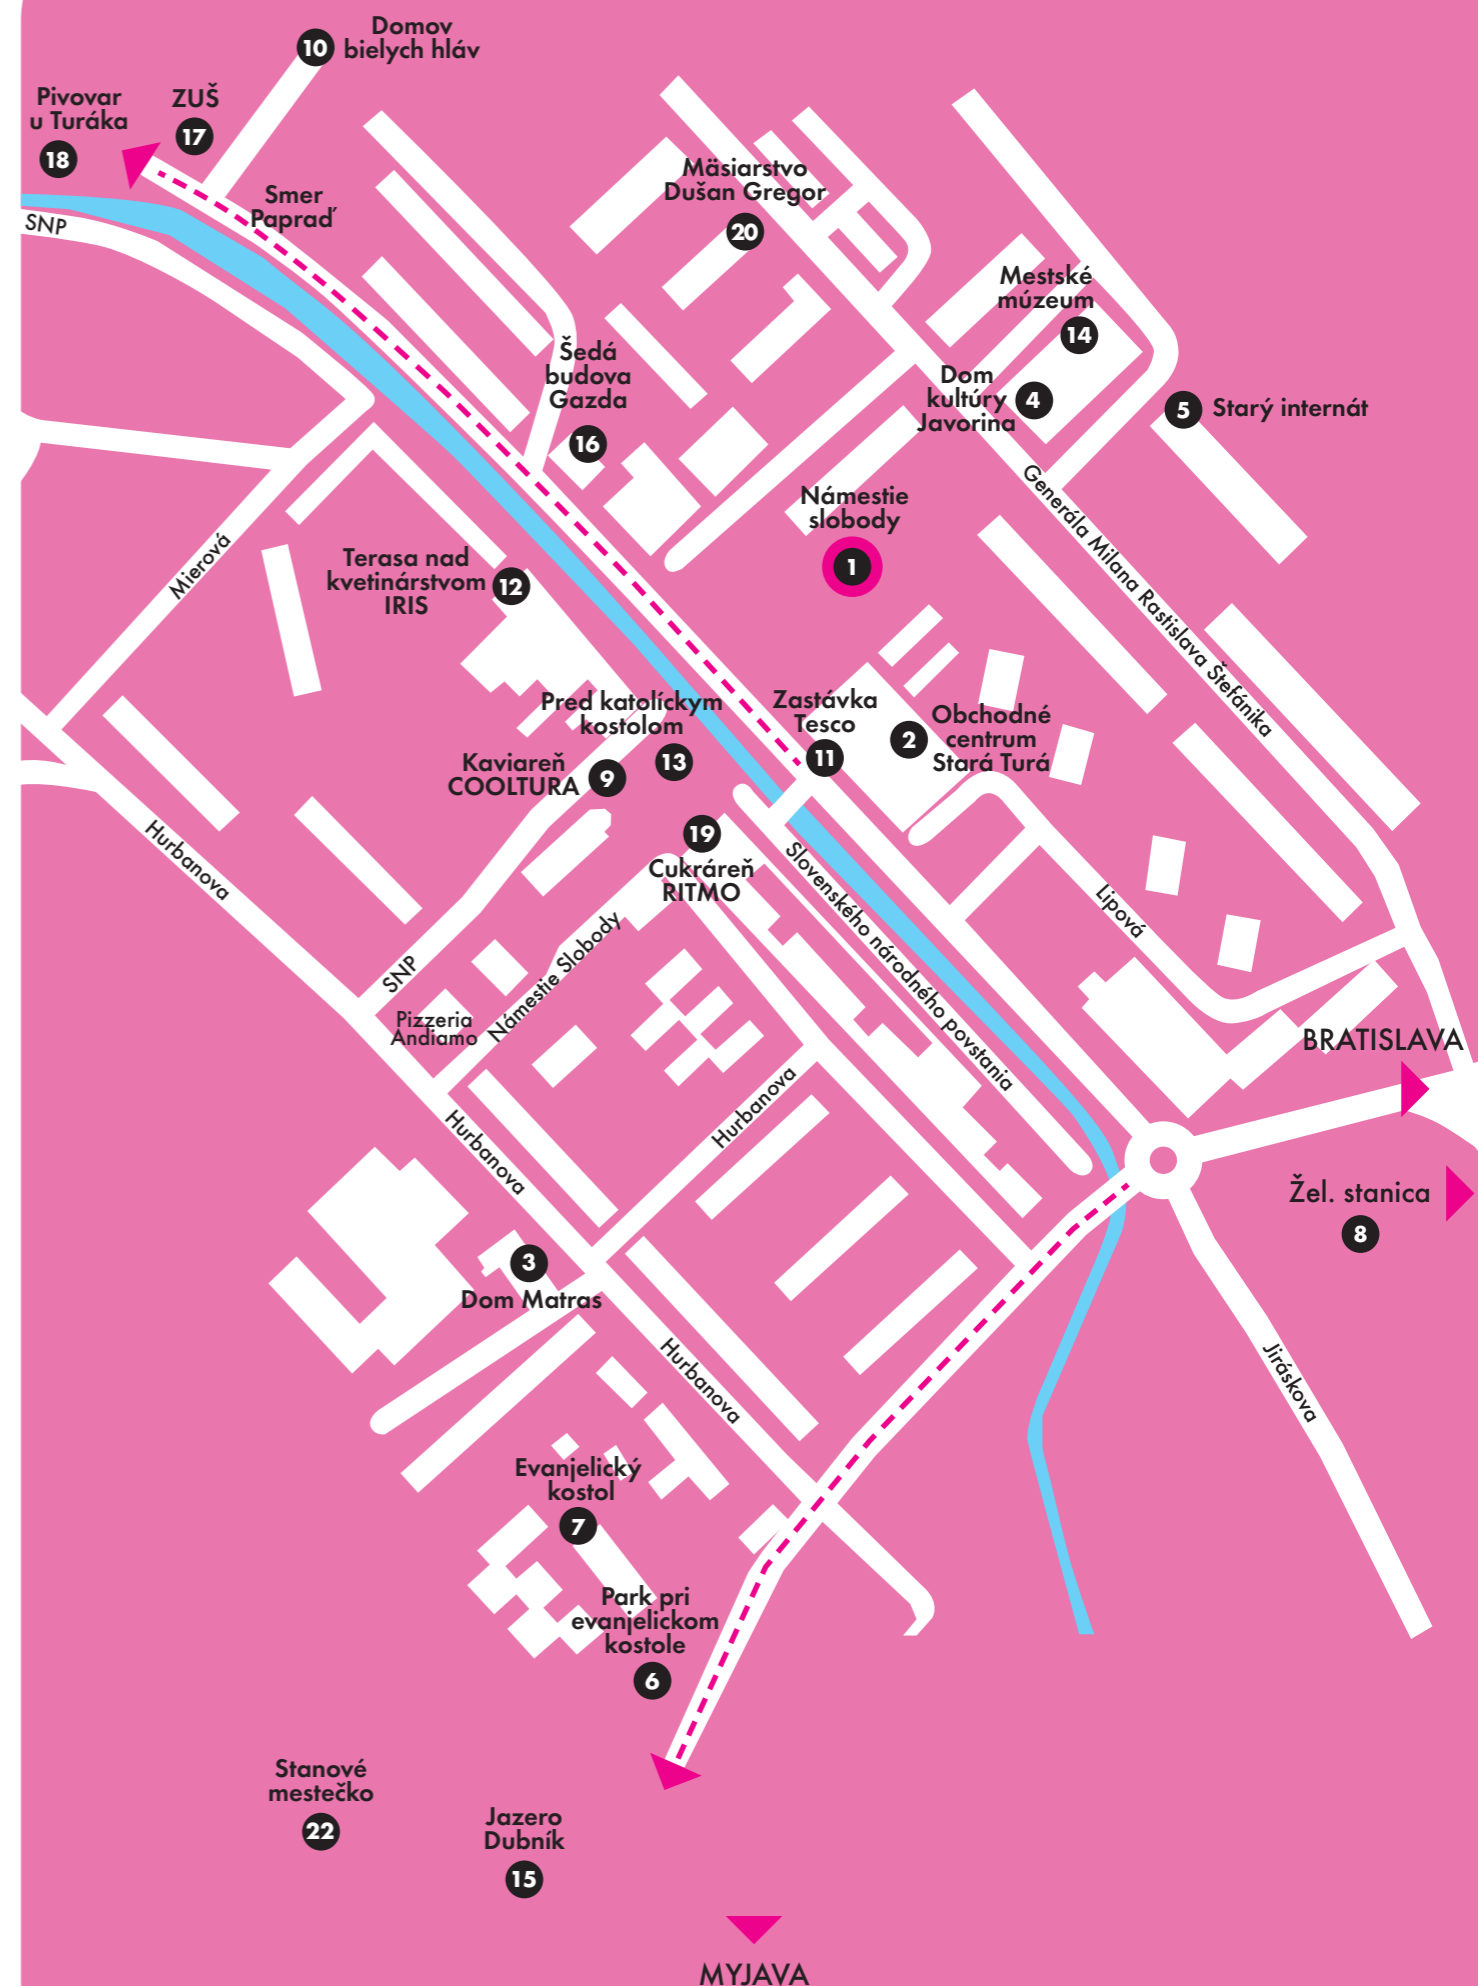 Domov
bielych hláv
10
Pivovar
u Turáka
18
ZUŠ
17
Smer
Papraď
SNP
Mäsiarstvo
Dušan Gregor
20
Mestské
múzeum
14
Šedá
budova
Gazda
16
Dom
kultúry
Javorina
4
5
Starý internát
Námestie
slobody
1
Generála Milana Rastislava Štefánika
Mierová
Terasa nad
kvetinárstvom
IRIS
12
Pred katolíckym
kostolom
13
Zastávka
Tesco
11
2
Obchodné
centrum
Stará Turá
Kaviareň
COOLTURA
9
19
Cukráreň
RITMO
Hurbanova
Slovenského národného povstania
Lipová
SNP
Námestie Slobody
Pizzeria
Andiamo
BRATISLAVA
Hurbanova
Hurbanova
Žel. stanica
8
3
Dom Matras
Hurbanova
Jiráskova
Evanjelický
kostol
7
Park pri
evanjelickom
kostole
6
Stanové
mestečko
22
Jazero
Dubník
15
MYJAVA